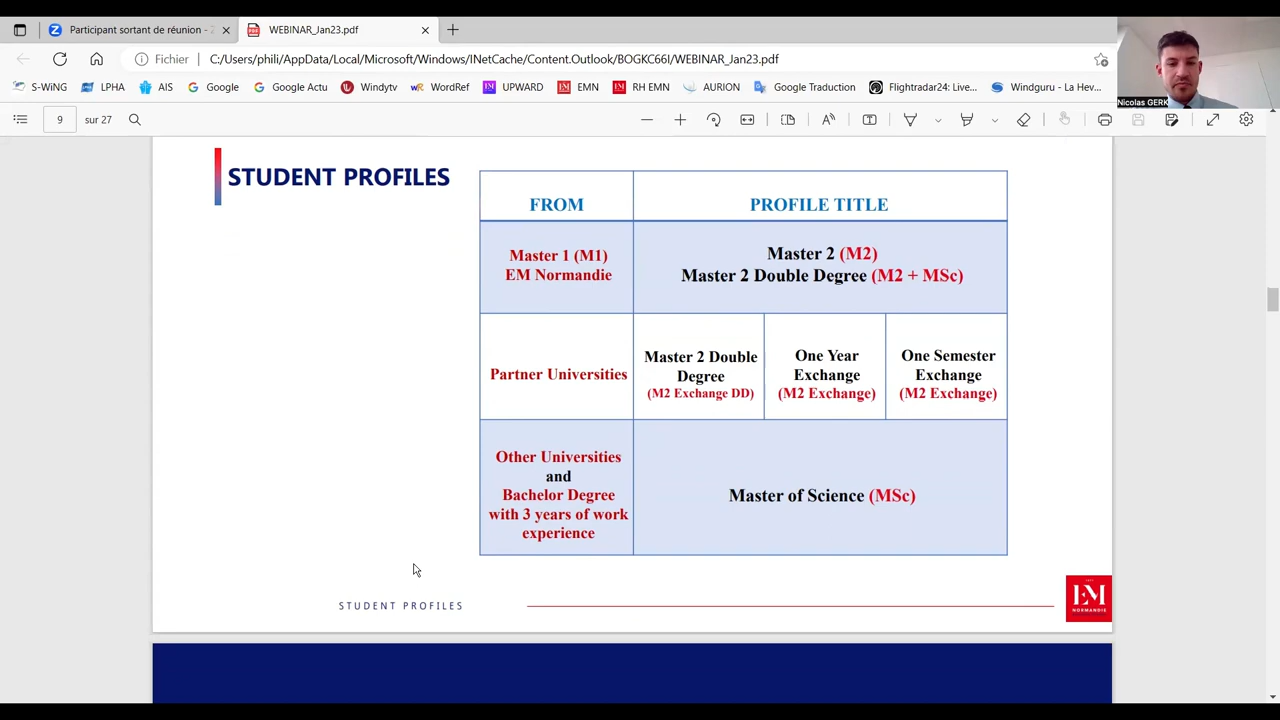 Participant sortant de réunion - Z
WEBINAR_Jan23.pdf
Fichier
C:/Users/phili/AppData/Local/Microsoft/Windows/INetCache/Content.Outlook/BOGKC66I/WEBINAR_Jan23.pdf
S-WiNG
LPHA
AIS
Google
Google Actu
Windytv
WordRef
UPWARD
EMN
RH EMN
AURION
Google Traduction
Flightradar24: Live...
Windguru - La Hev...
Nicolas GERK
9 sur 27
STUDENT PROFILES
FROM
PROFILE TITLE
Master 1 (M1)
EM Normandie
Master 2 (M2)
Master 2 Double Degree (M2 + MSc)
Partner Universities
Master 2 Double
Degree
(M2 Exchange DD)
One Year
Exchange
(M2 Exchange)
One Semester
Exchange
(M2 Exchange)
Other Universities
and
Bachelor Degree
with 3 years of work
experience
Master of Science (MSc)
STUDENT PROFILES
EM
NORMANDIE